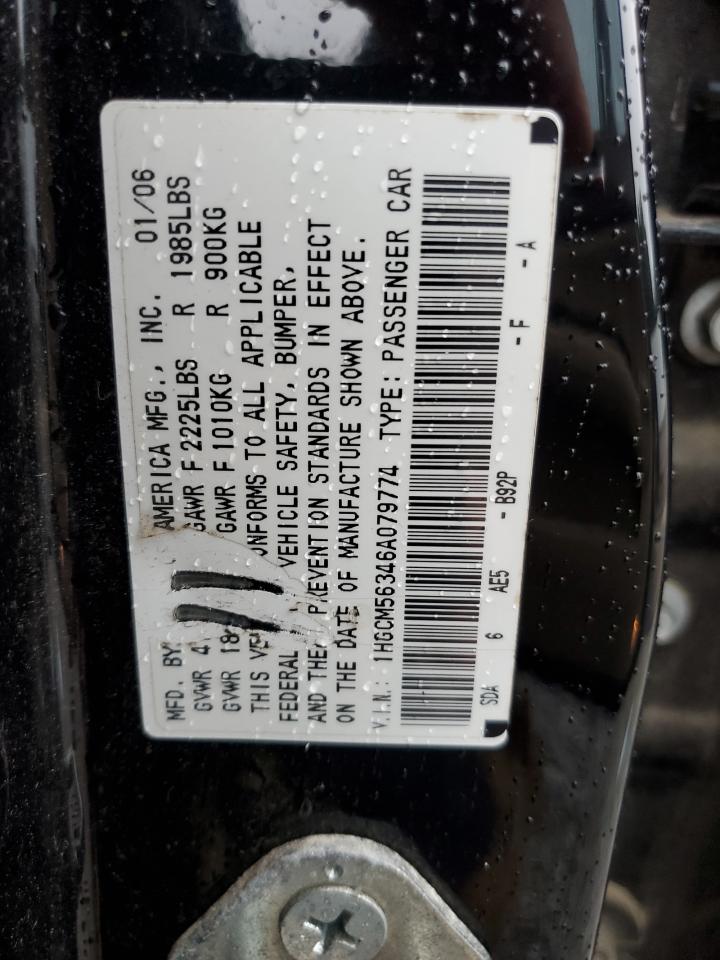 MFD. BY AMERICA MFG., INC. 01/06
GVWR 4 GAWR F 2225LBS R 1985LBS
GVWR 18 GAWR F 1010KG R 900KG
THIS CONFORMS TO ALL APPLICABLE
FEDERAL VEHICLE SAFETY, BUMPER,
AND THE PREVENTION STANDARDS IN EFFECT
ON THE DATE OF MANUFACTURE SHOWN ABOVE.
V.I.N.: 1HGCM56346A079774 TYPE: PASSENGER CAR
SDA 6 AE5 - B92P - F - A